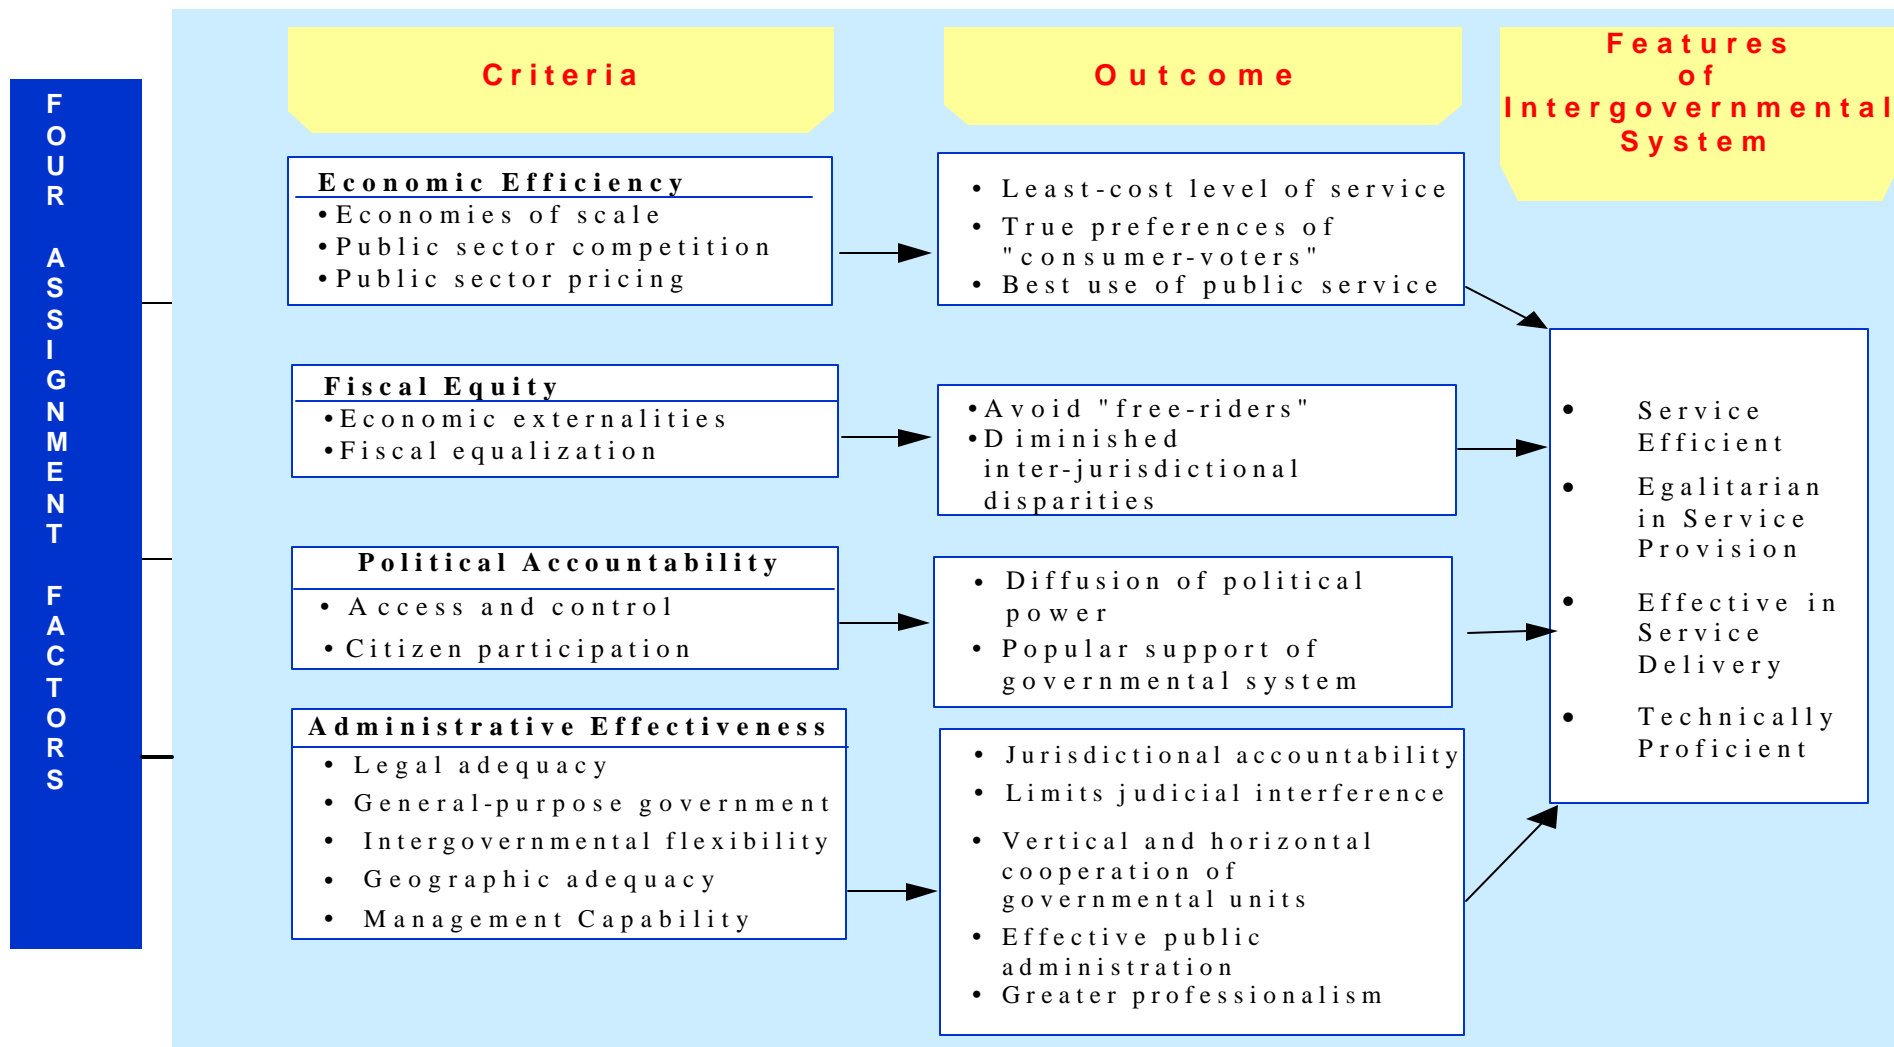 FOUR ASSIGNMENT FACTORS
Criteria
Outcome
Features
of
Intergovernmental
System
Economic Efficiency
• Economies of scale
• Public sector competition
• Public sector pricing
• Least-cost level of service
• True preferences of
"consumer-voters"
• Best use of public service
Fiscal Equity
• Economic externalities
• Fiscal equalization
• Avoid "free-riders"
• Diminished
inter-jurisdictional
disparities
Political Accountability
• Access and control
• Citizen participation
• Diffusion of political
power
• Popular support of
governmental system
Administrative Effectiveness
• Legal adequacy
• General-purpose government
• Intergovernmental flexibility
• Geographic adequacy
• Management Capability
• Jurisdictional accountability
• Limits judicial interference
• Vertical and horizontal
cooperation of
governmental units
• Effective public
administration
• Greater professionalism
• Service
Efficient
• Egalitarian
in Service
Provision
• Effective in
Service
Delivery
• Technically
Proficient